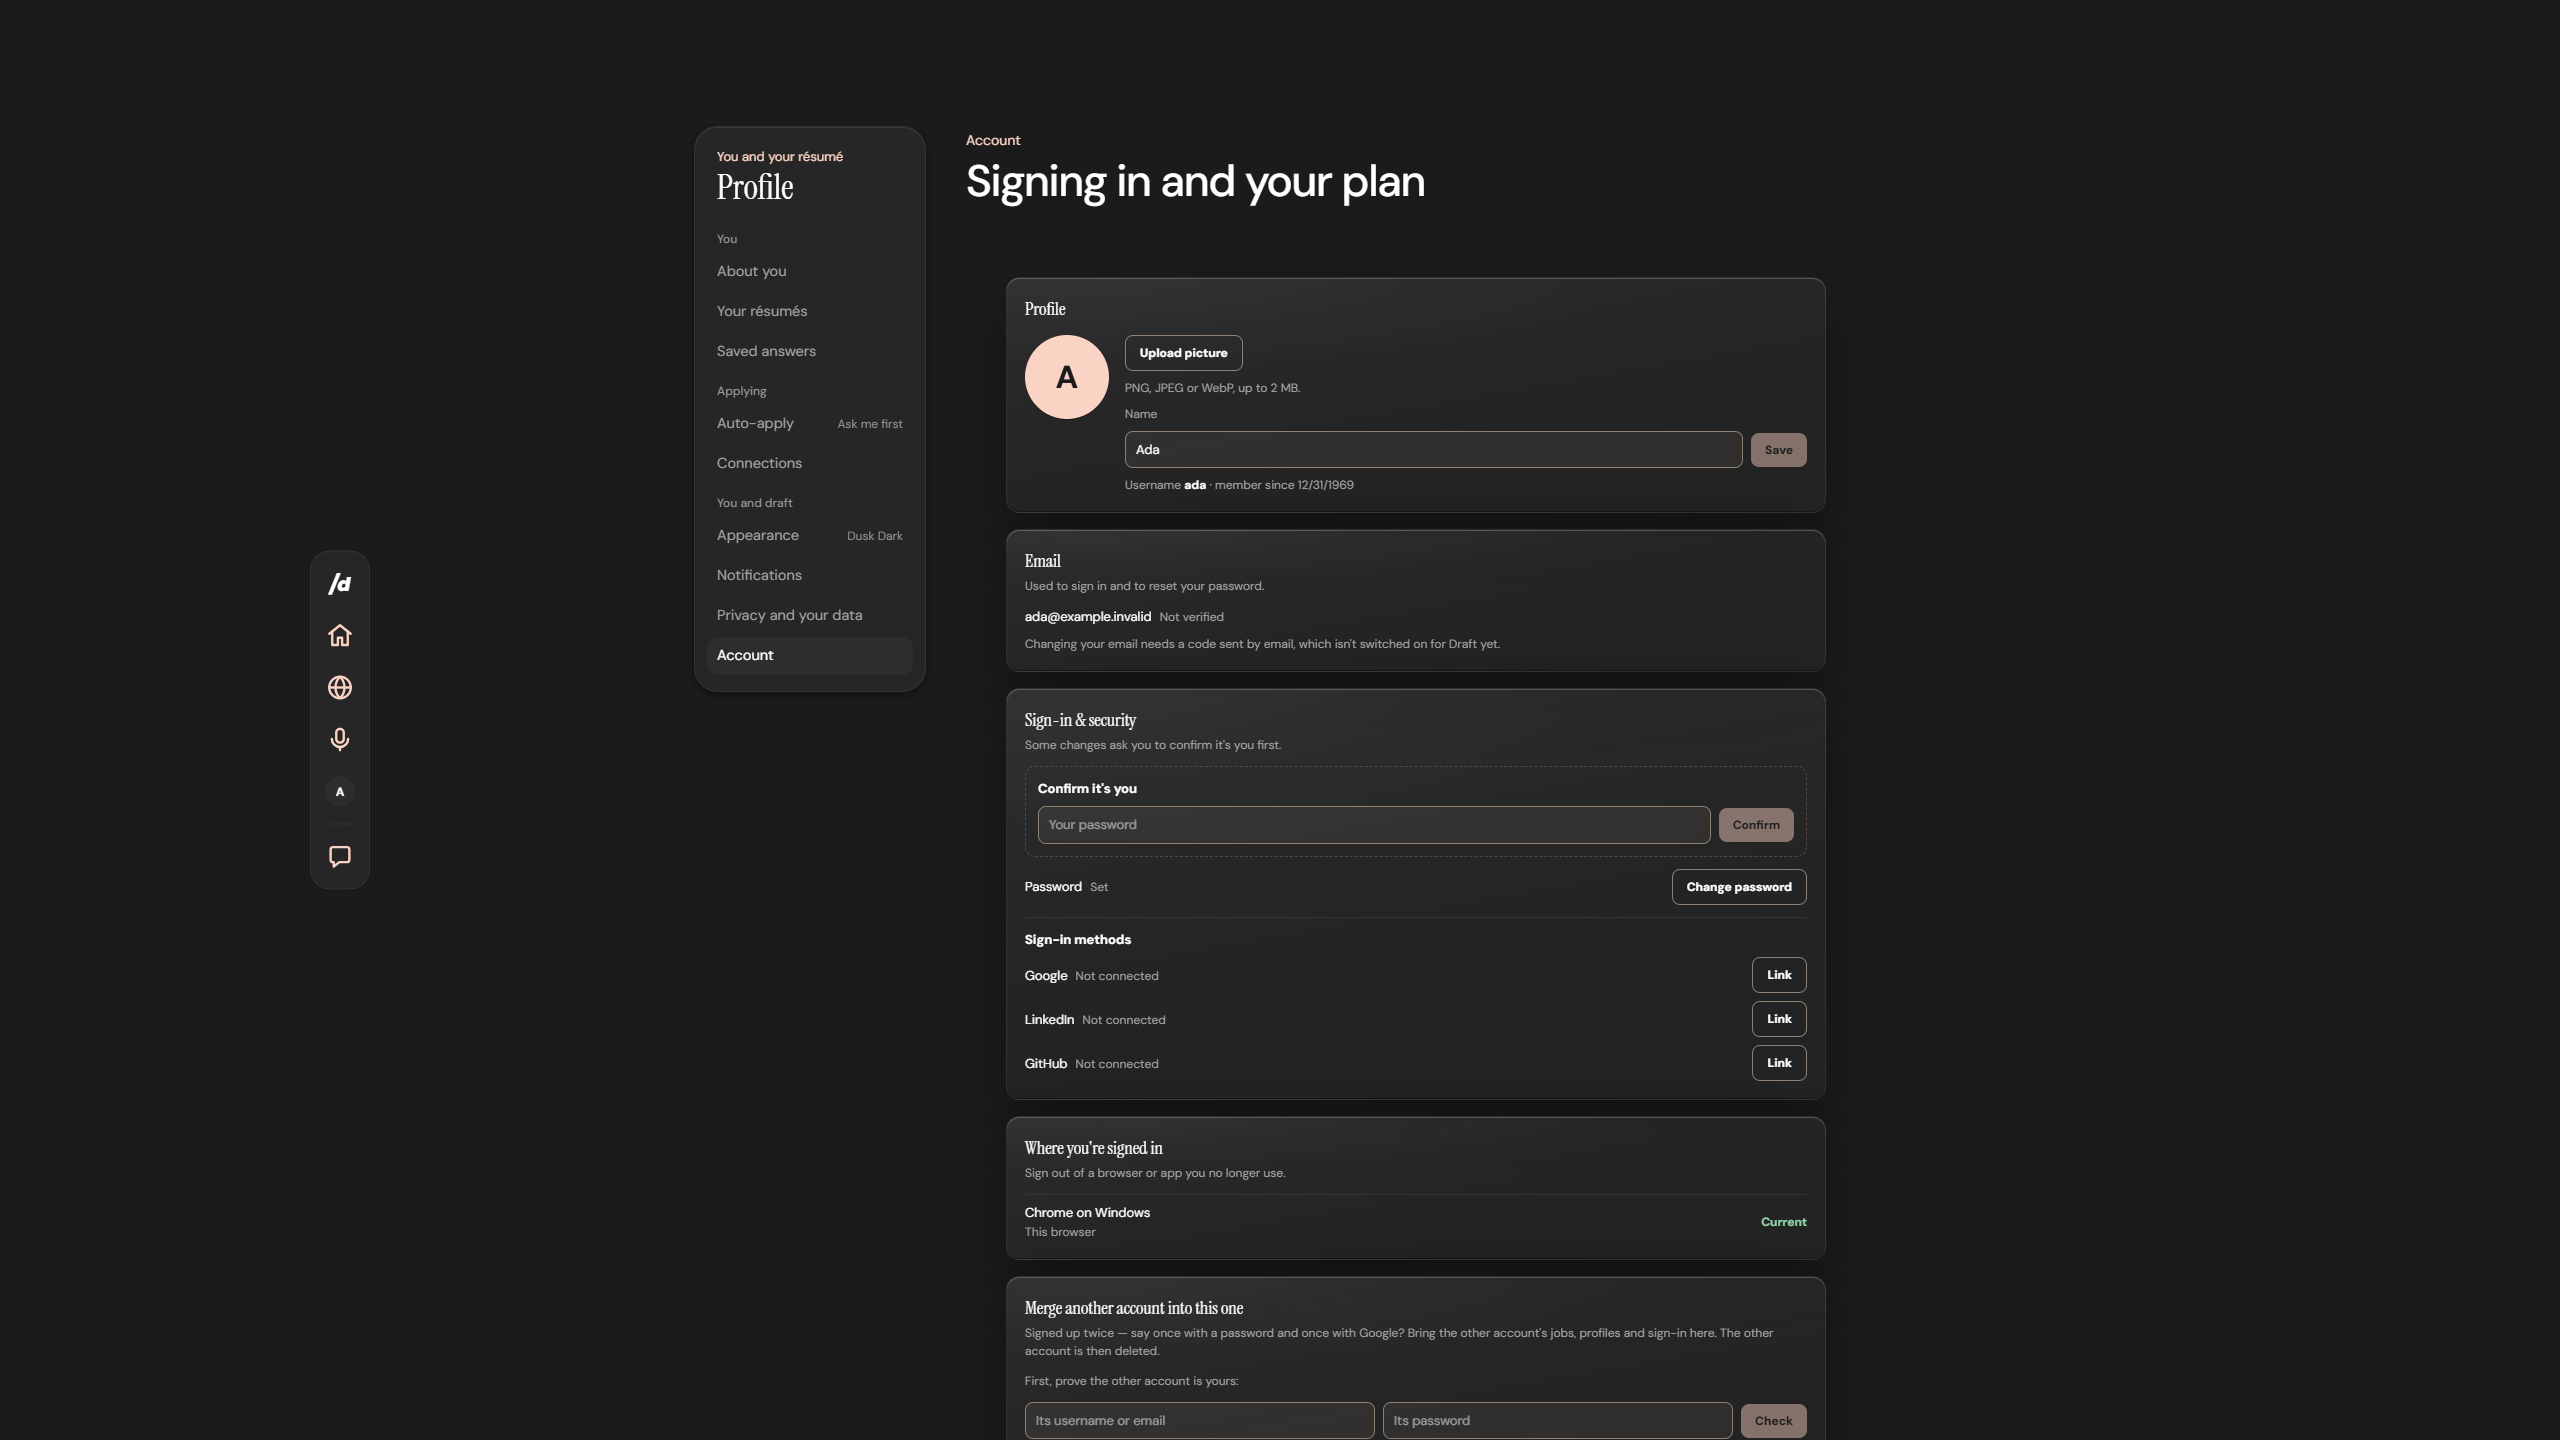 /d
A
You and your résumé
Profile
You
About you
Your résumés
Saved answers
Applying
Auto-apply Ask me first
Connections
You and draft
Appearance Dusk Dark
Notifications
Privacy and your data
Account
Account
Signing in and your plan
Profile
A
Upload picture
PNG, JPEG or WebP, up to 2 MB.
Name
Ada Save
Username ada · member since 12/31/1969
Email
Used to sign in and to reset your password.
ada@example.invalid Not verified
Changing your email needs a code sent by email, which isn't switched on for Draft yet.
Sign-in & security
Some changes ask you to confirm it's you first.
Confirm it's you
Your password Confirm
Password Set Change password
Sign-in methods
Google Not connected Link
LinkedIn Not connected Link
GitHub Not connected Link
Where you're signed in
Sign out of a browser or app you no longer use.
Chrome on Windows
This browser
Current
Merge another account into this one
Signed up twice — say once with a password and once with Google? Bring the other account's jobs, profiles and sign-in here. The other
account is then deleted.
First, prove the other account is yours:
Its username or email Its password Check